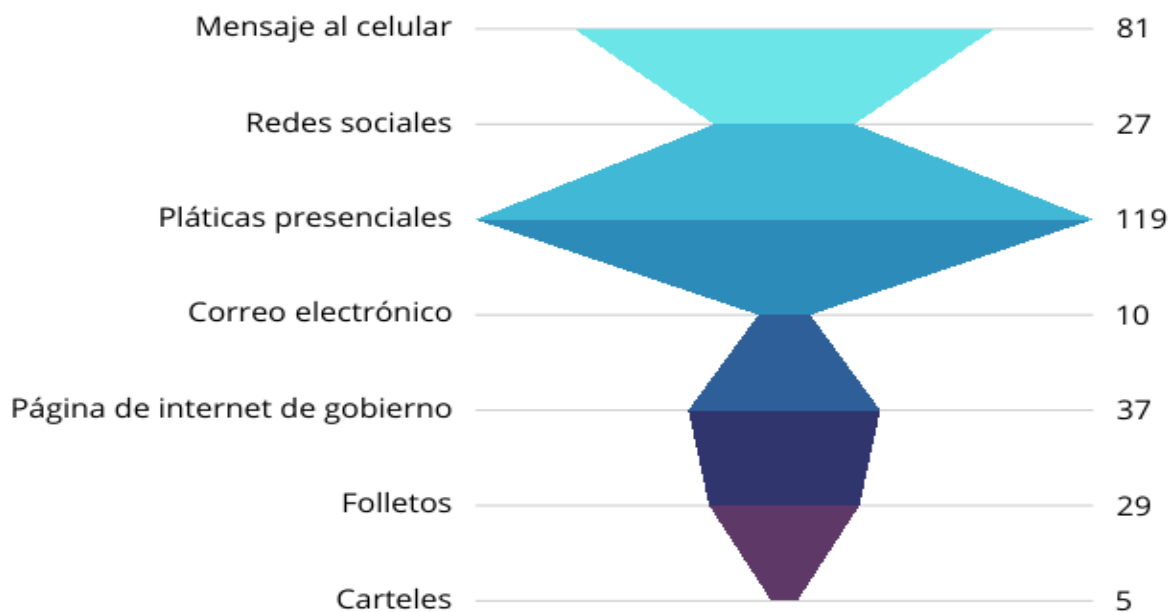 Mensaje al celular 81
Redes sociales 27
Pláticas presenciales 119
Correo electrónico 10
Página de internet de gobierno 37
Folletos 29
Carteles 5